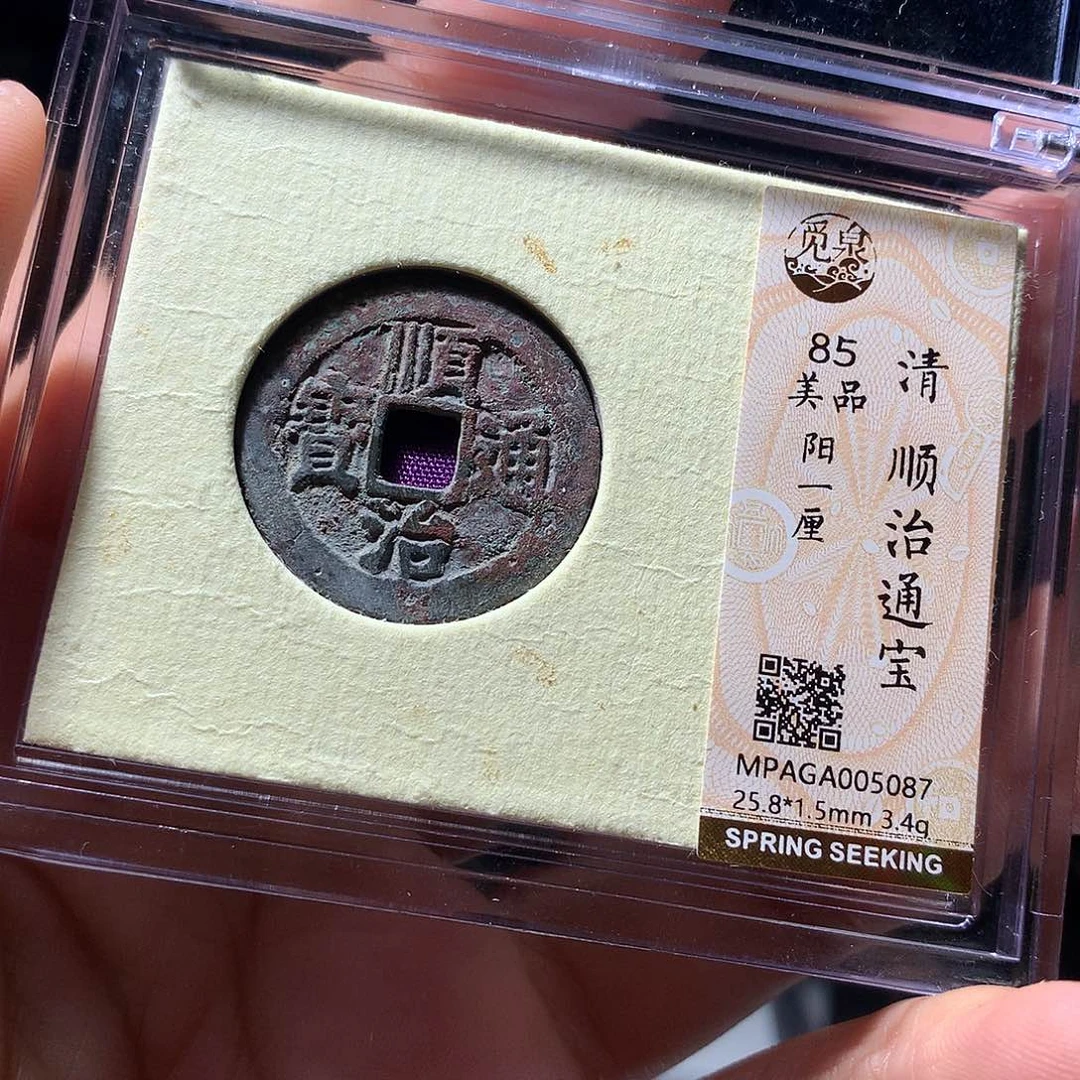 順治通寶
觅泉
清 顺治通宝
85
美品
阳一厘
MPAGA005087
25.8*1.5mm 3.4g
SPRING SEEKING